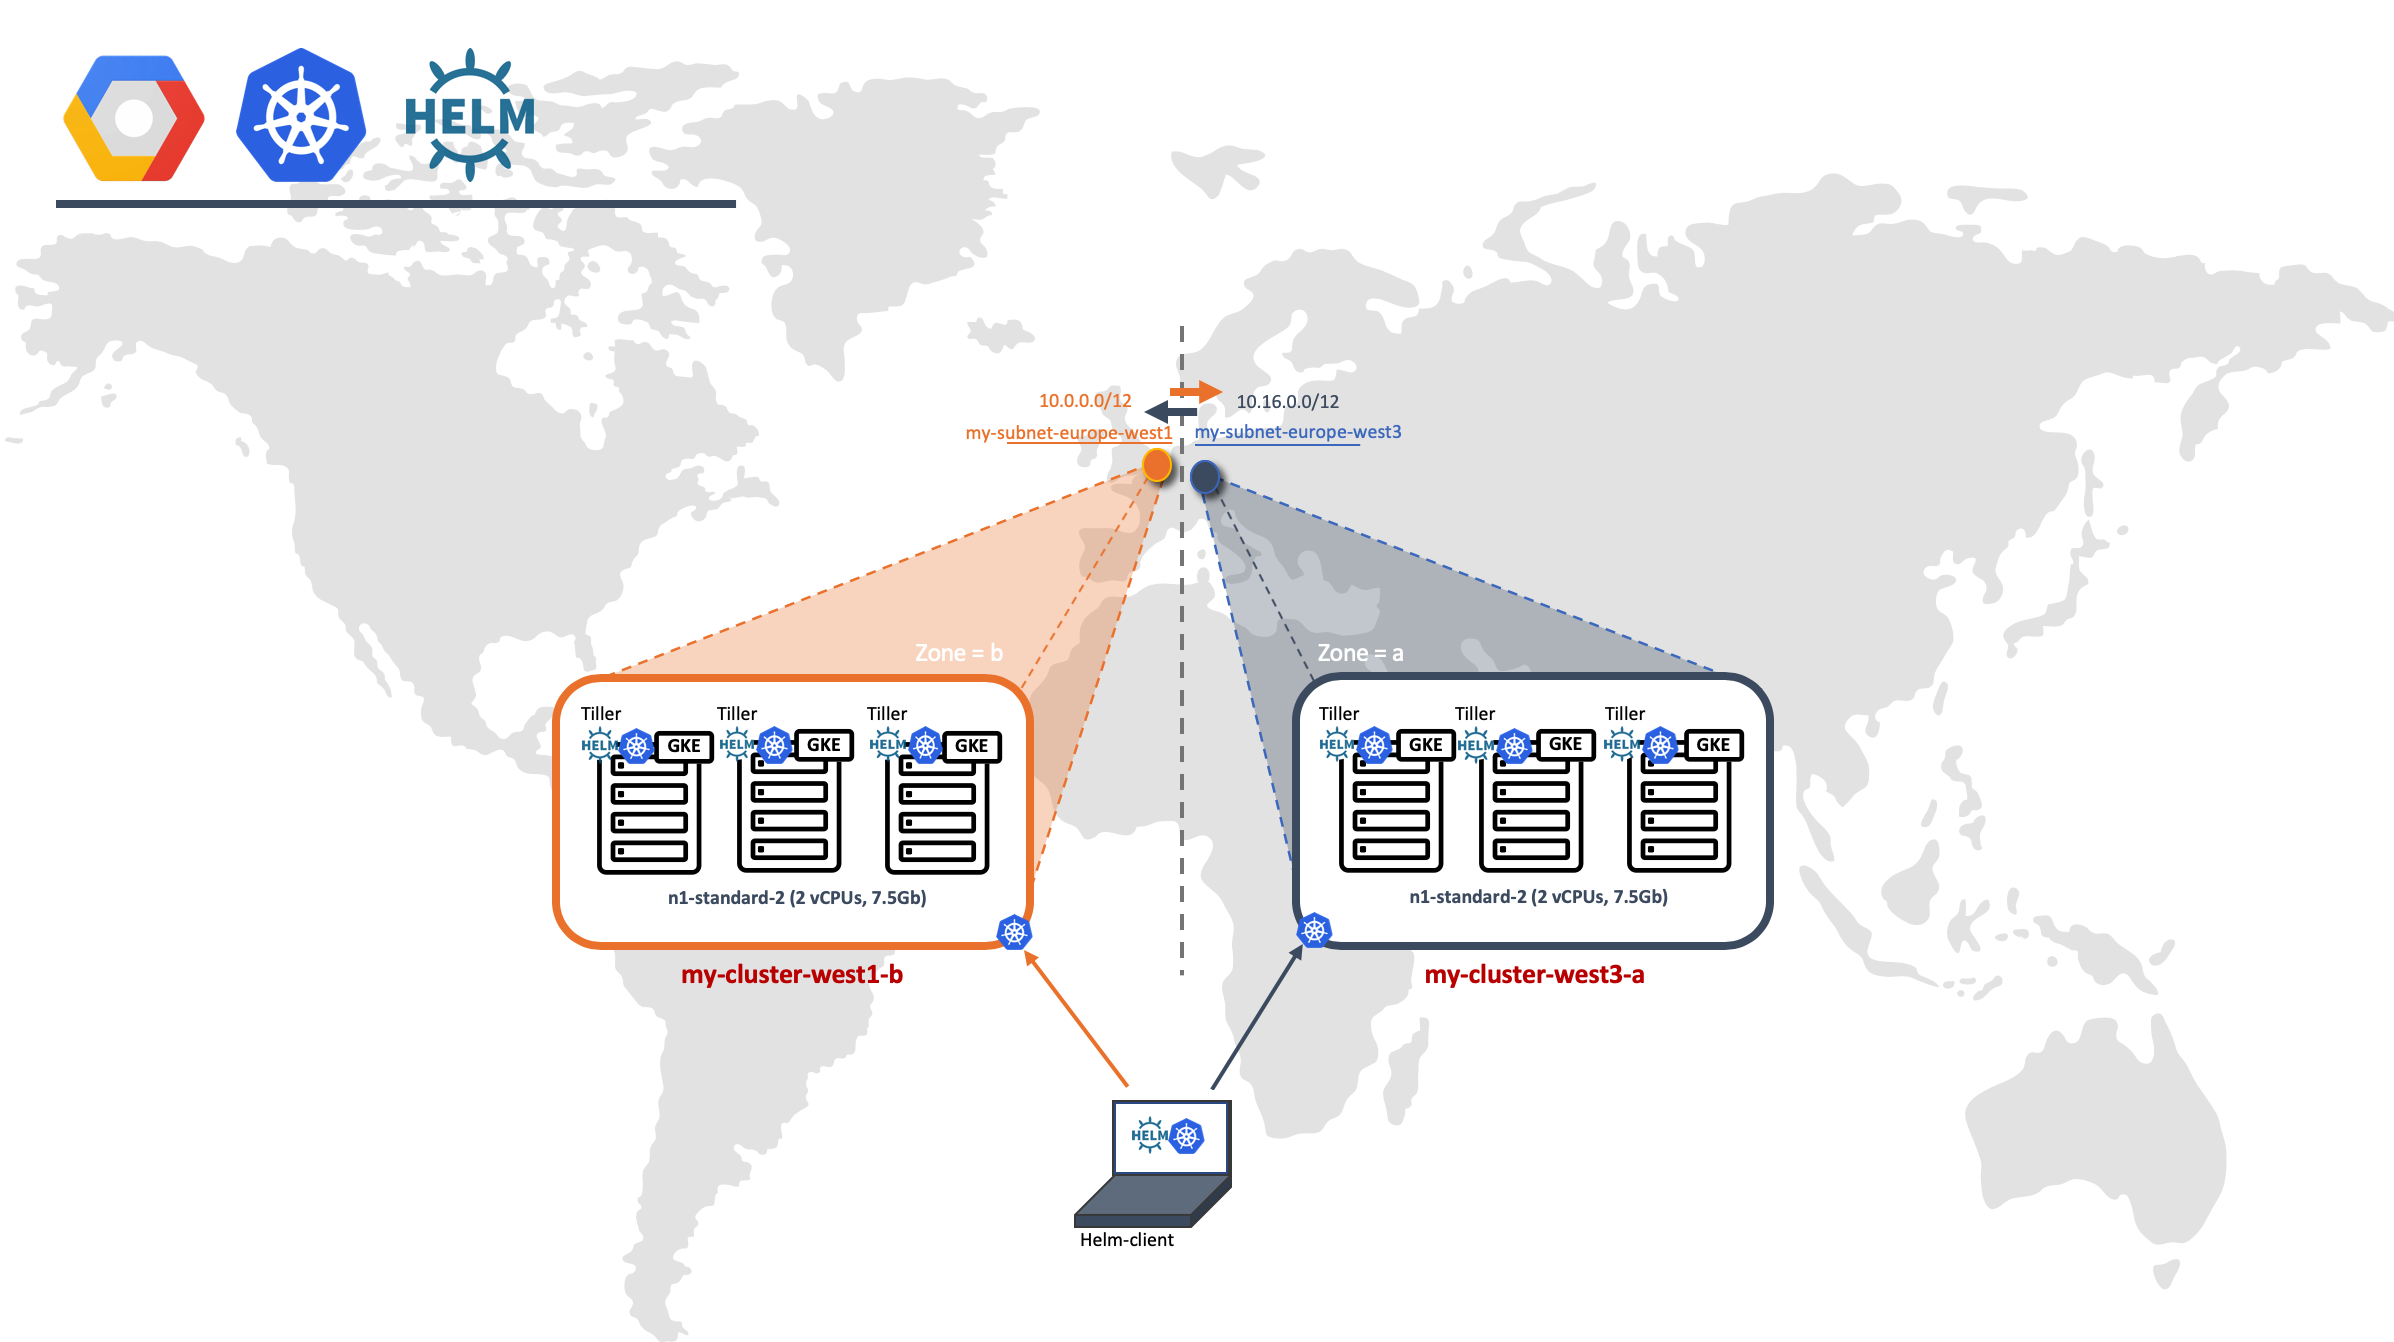 HELM
10.0.0.0/12
10.16.0.0/12
my-subnet-europe-west1
my-subnet-europe-west3
Zone = b
Zone = a
Tiller
Tiller
Tiller
HELM
GKE
HELM
GKE
HELM
GKE
n1-standard-2 (2 vCPUs, 7.5Gb)
my-cluster-west1-b
Tiller
Tiller
Tiller
HELM
GKE
HELM
GKE
HELM
GKE
n1-standard-2 (2 vCPUs, 7.5Gb)
my-cluster-west3-a
HELM
Helm-client